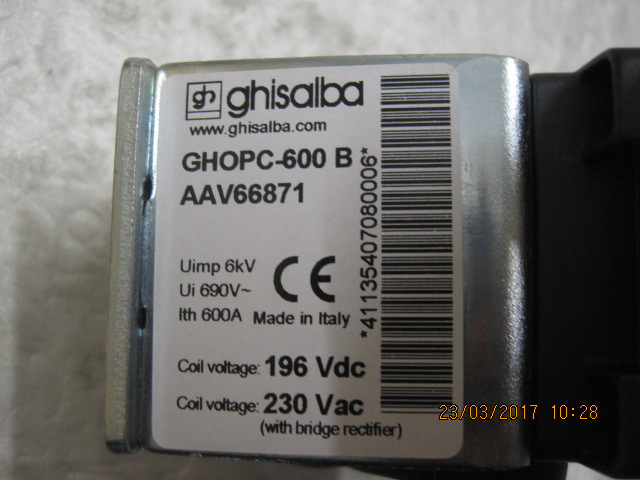 gh ghisalba
www.ghisalba.com
GHOPC-600 B
AAV66871
Uimp 6kV
Ui 690V~
Ith 600A
CE
Made in Italy
Coil voltage: 196 Vdc
Coil voltage: 230 Vac
(with bridge rectifier)
*41135407080006*
23/03/2017 10:28